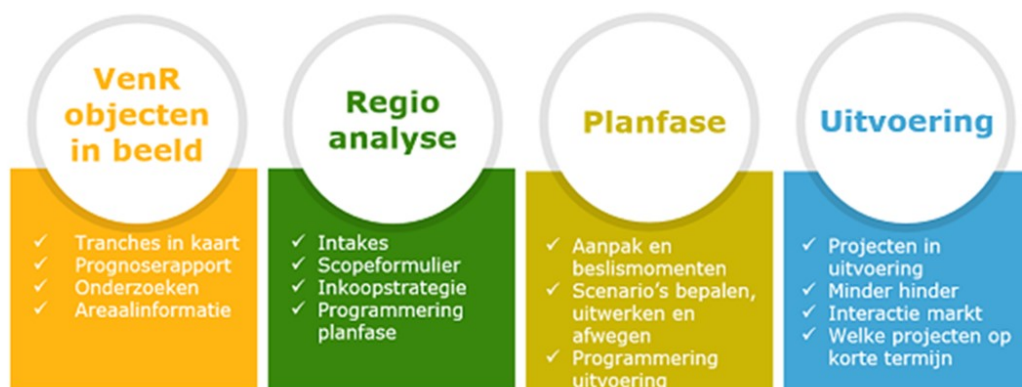 VenR
objecten
in beeld
✓ Tranches in kaart
✓ Prognoserapport
✓ Onderzoeken
✓ Areaalinformatie
Regio
analyse
✓ Intakes
✓ Scopeformulier
✓ Inkoopstrategie
✓ Programmering
planfase
Planfase
✓ Aanpak en
beslismomenten
✓ Scenario's bepalen,
uitwerken en
afwegen
✓ Programmering
uitvoering
Uitvoering
✓ Projecten in
uitvoering
✓ Minder hinder
✓ Interactie markt
✓ Welke projecten op
korte termijn